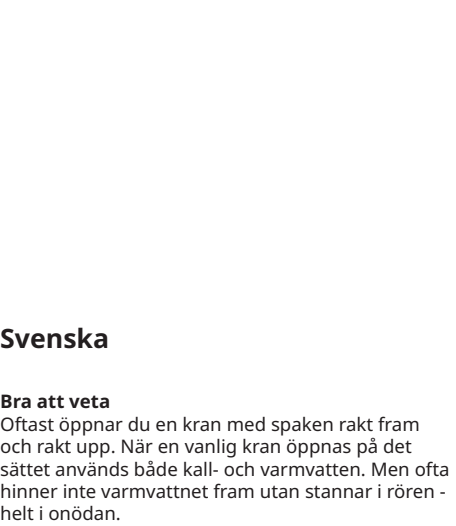 Svenska
Bra att veta
Oftast öppnar du en kran med spaken rakt fram
och rakt upp. När en vanlig kran öppnas på det
sättet används både kall- och varmvatten. Men ofta
hinner inte varmvattnet fram utan stannar i rören -
helt i onödan.